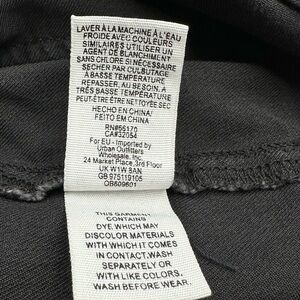 LAVER À LA MACHINE À L'EAU
FROIDE AVEC COULEURS
SIMILAIRES UTILISER UN
AGENT DE BLANCHIMENT
SANS CHLORE SI NÉCESSAIRE
SÉCHER PAR CULBUTAGE
À BASSE TEMPÉRATURE
REPASSER, AU BESOIN, À
TRÈS BASSE TEMPÉRATURE
PEUT-ÊTRE ÊTRE NETTOYÉE SEC
HECHO EN CHINA/
FEITO EM CHINA
RN#66170
CA#32054
For EU - Imported by
Urban Outfitters
Wholesale, Inc.
24 Market Place, 3rd Floor
UK W1W 8AN
GB 975119105
OB809601
THIS GARMENT
CONTAINS
DYE WHICH MAY
DISCOLOR MATERIALS
WITH WHICH IT COMES
IN CONTACT. WASH
SEPARATELY OR
WITH LIKE COLORS.
WASH BEFORE WEAR.